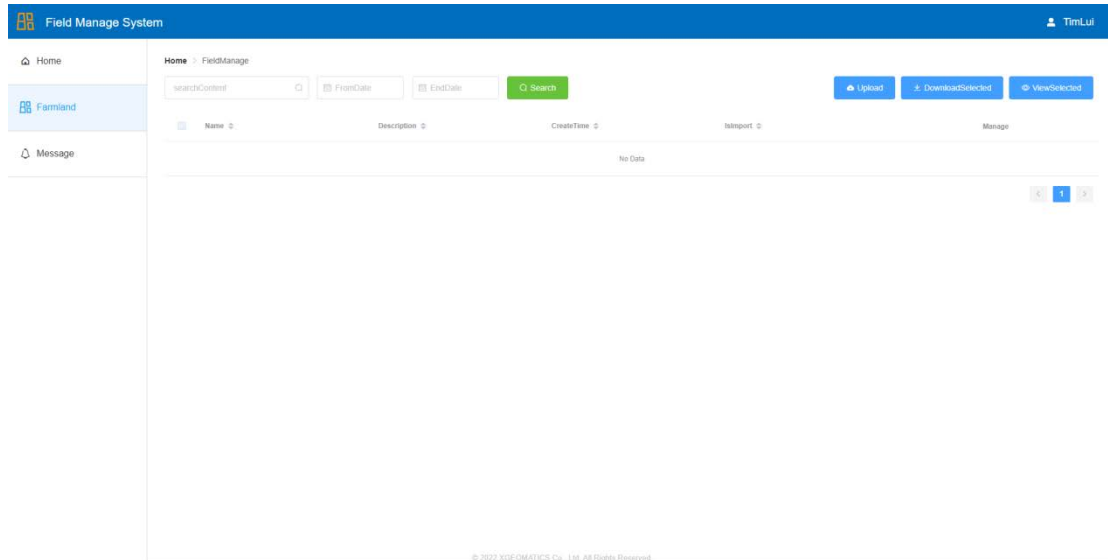 Field Manage System
TimLui
Home
Farmland
Message
Home > FieldManage
searchContent
FromDate
EndDate
Search
Upload
DownloadSelected
ViewSelected
Name
Description
CreateTime
IsImport
Manage
No Data
< 1 >
© 2022 XGEOMATICS Co., Ltd. All Rights Reserved